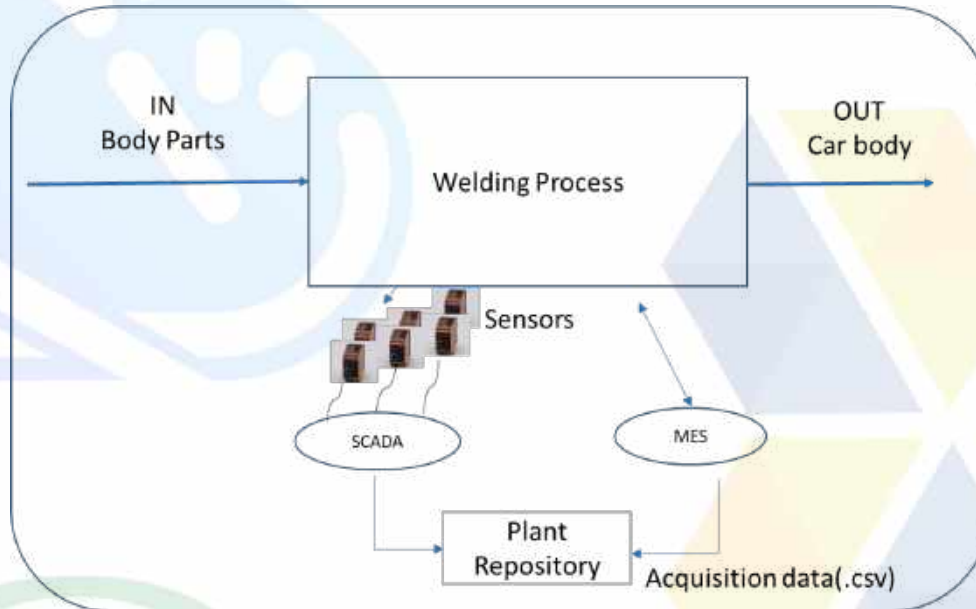 IN
Body Parts
OUT
Car body
Welding Process
Sensors
SCADA
MES
Plant
Repository
Acquisition data(.csv)